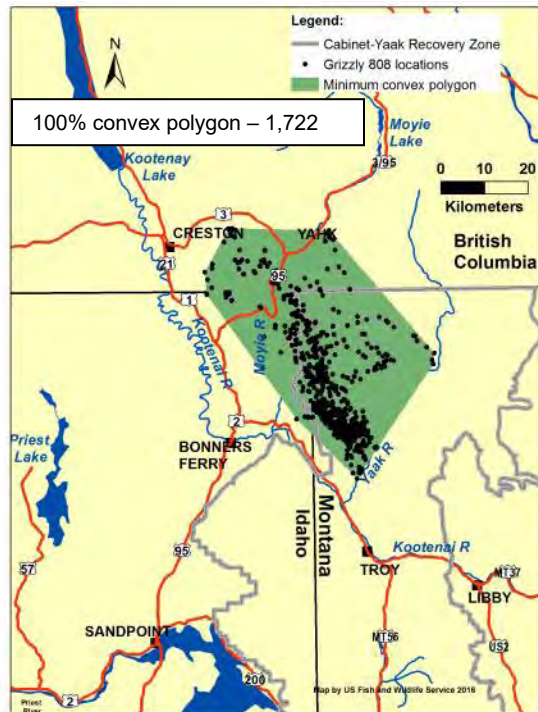 Legend:
Cabinet-Yaak Recovery Zone
Grizzly 808 locations
Minimum convex polygon
N
100% convex polygon – 1,722
Moyie
Lake
Kootenay
Lake
3/95
0 10 20
Kilometers
3
CRESTON
YAHK
British
Columbia
21
95
1
Kootenai R
Moyie R
2
Priest
Lake
BONNERS
FERRY
Yaak R
Montana
Idaho
95
Kootenai R
57
TROY
MT37
LIBBY
SANDPOINT
MT56
US2
200
2
Priest
River
Map by US Fish and Wildlife Service 2016